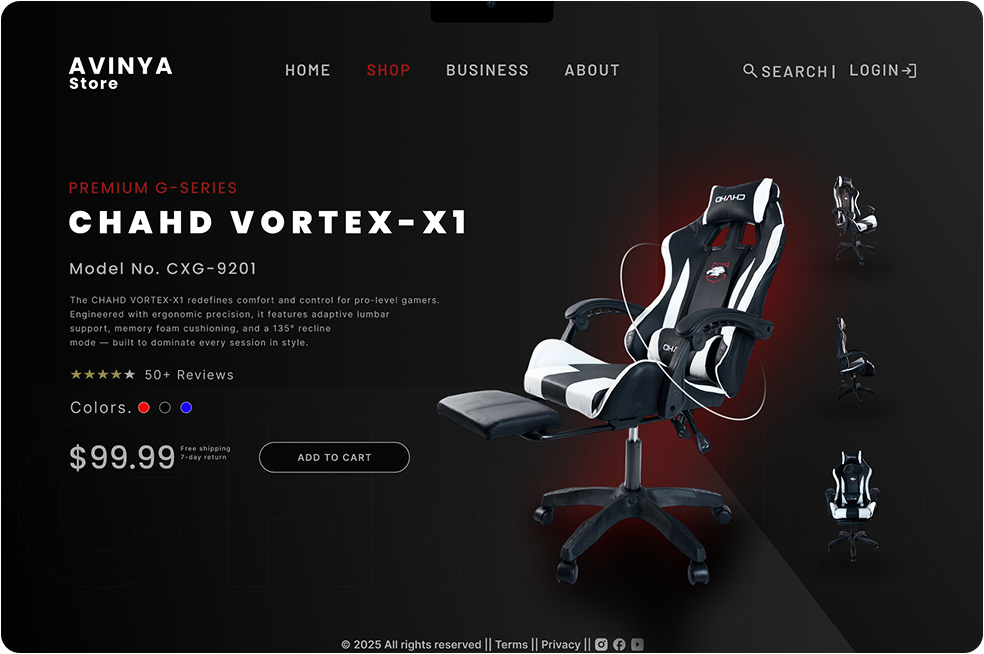 AVINYA
Store
HOME SHOP BUSINESS ABOUT
SEARCH | LOGIN
PREMIUM G-SERIES
CHAHD VORTEX-X1
Model No. CXG-9201
The CHAHD VORTEX-X1 redefines comfort and control for pro-level gamers.
Engineered with ergonomic precision, it features adaptive lumbar
support, memory foam cushioning, and a 135° recline
mode — built to dominate every session in style.
50+ Reviews
Colors.
$99.99 Free shipping
7-day return
ADD TO CART
OHAHD
OHA
CHAHD
© 2025 All rights reserved || Terms || Privacy ||